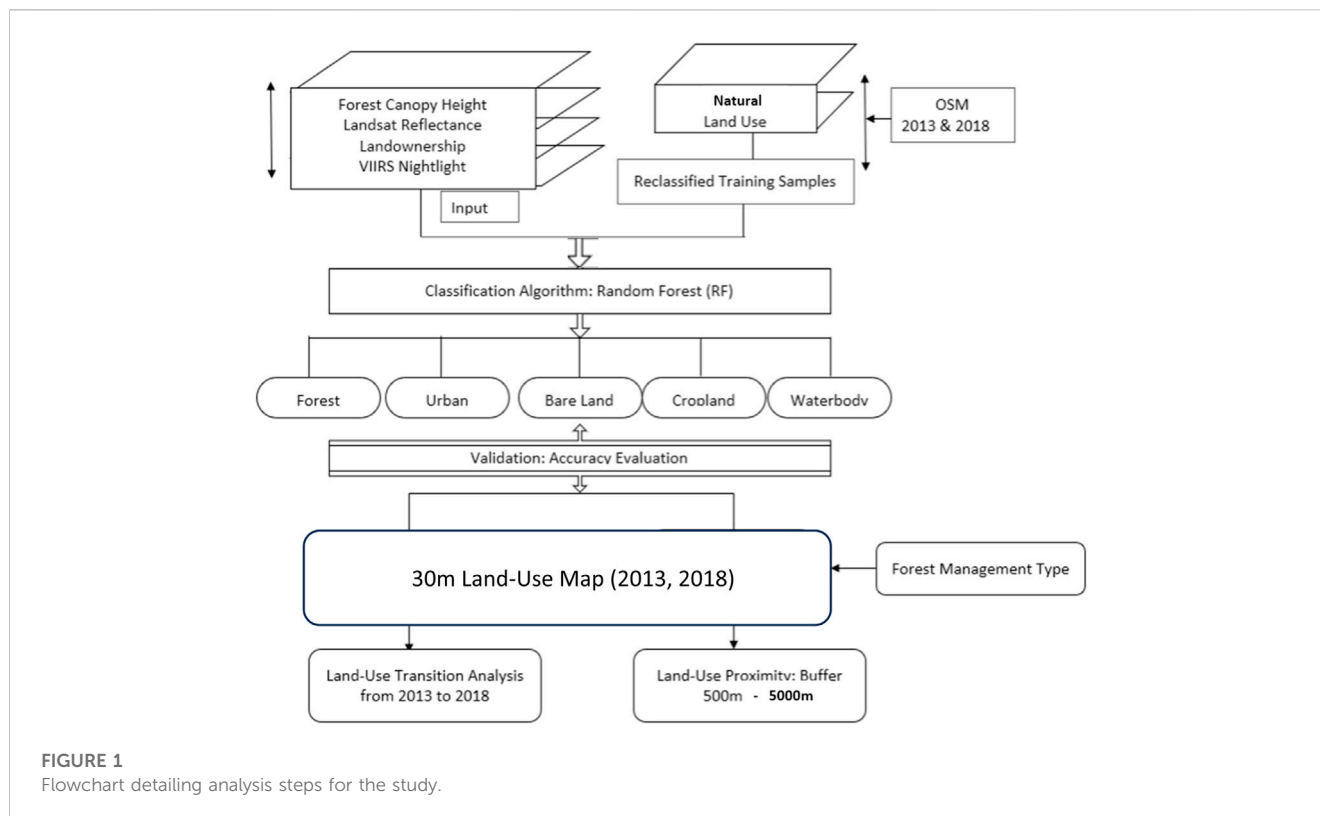 Forest Canopy Height
Landsat Reflectance
Landownership
VIIRS Nightlight
Natural
Land Use
OSM
2013 & 2018
Reclassified Training Samples
Input
Classification Algorithm: Random Forest (RF)
Forest
Urban
Bare Land
Cropland
Waterbody
Validation: Accuracy Evaluation
30m Land-Use Map (2013, 2018)
Forest Management Type
Land-Use Transition Analysis
from 2013 to 2018
Land-Use Proximity: Buffer
500m - 5000m
FIGURE 1
Flowchart detailing analysis steps for the study.